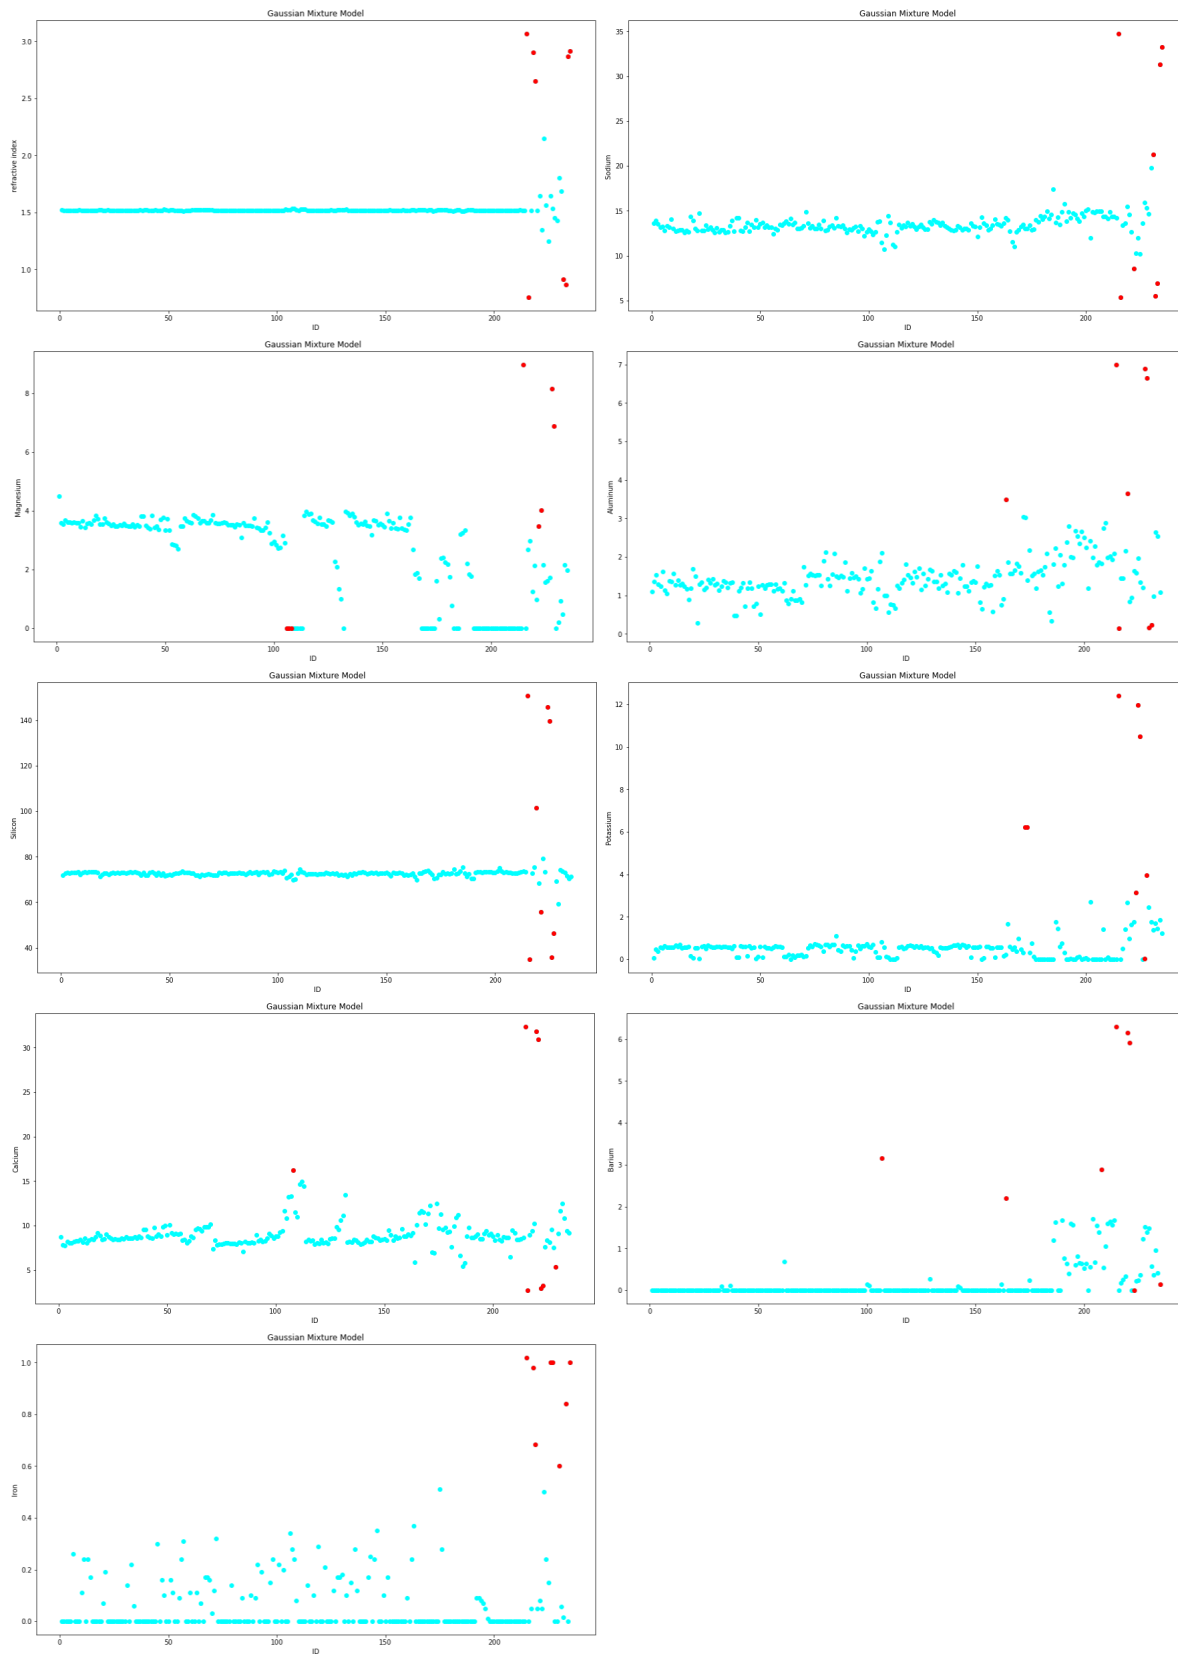 Gaussian Mixture Model
3.0
2.5
2.0
1.5
1.0
refractive index
0 50 100 150 200
ID
Gaussian Mixture Model
35
30
25
20
15
10
5
Sodium
0 50 100 150 200
ID
Gaussian Mixture Model
8
6
4
2
0
Magnesium
0 50 100 150 200
ID
Gaussian Mixture Model
7
6
5
4
3
2
1
0
Aluminum
0 50 100 150 200
ID
Gaussian Mixture Model
140
120
100
80
60
40
Silicon
0 50 100 150 200
ID
Gaussian Mixture Model
12
10
8
6
4
2
0
Potassium
0 50 100 150 200
ID
Gaussian Mixture Model
30
25
20
15
10
5
Calcium
0 50 100 150 200
ID
Gaussian Mixture Model
6
5
4
3
2
1
0
Barium
0 50 100 150 200
ID
Gaussian Mixture Model
1.0
0.8
0.6
0.4
0.2
0.0
Iron
0 50 100 150 200
ID